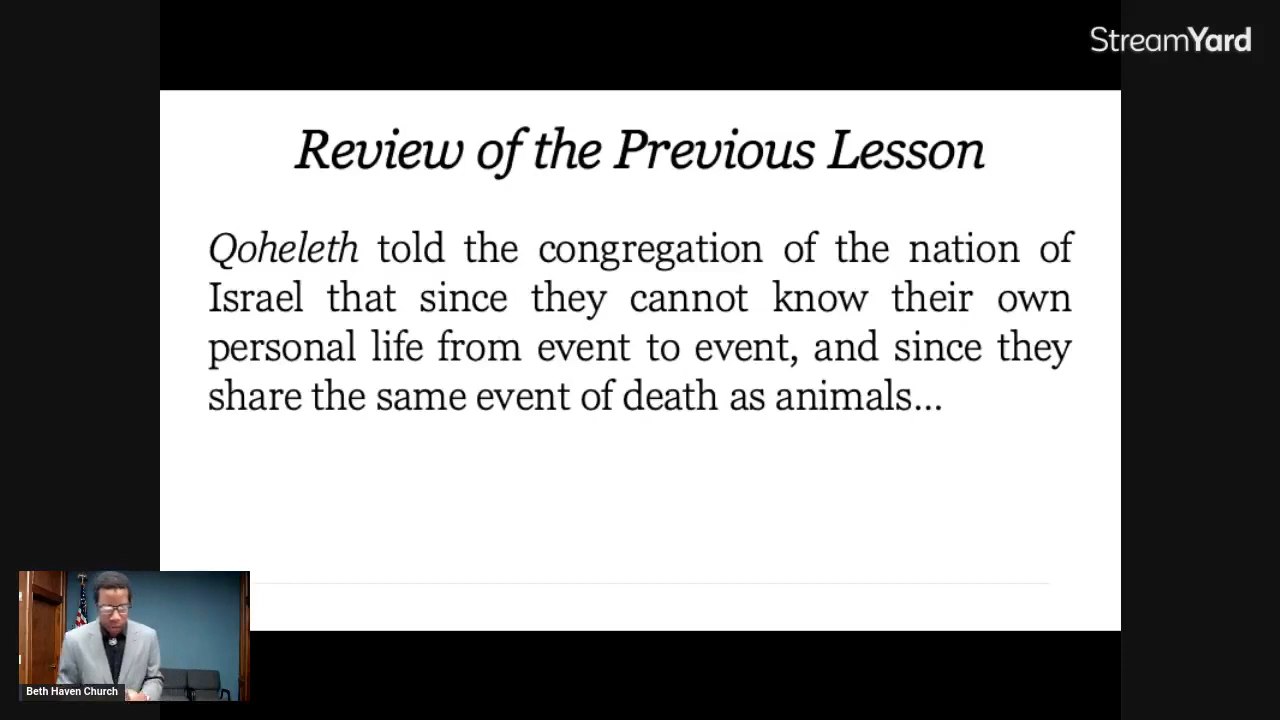 StreamYard
Review of the Previous Lesson
Qoheleth told the congregation of the nation of
Israel that since they cannot know their own
personal life from event to event, and since they
share the same event of death as animals...
Beth Haven Church